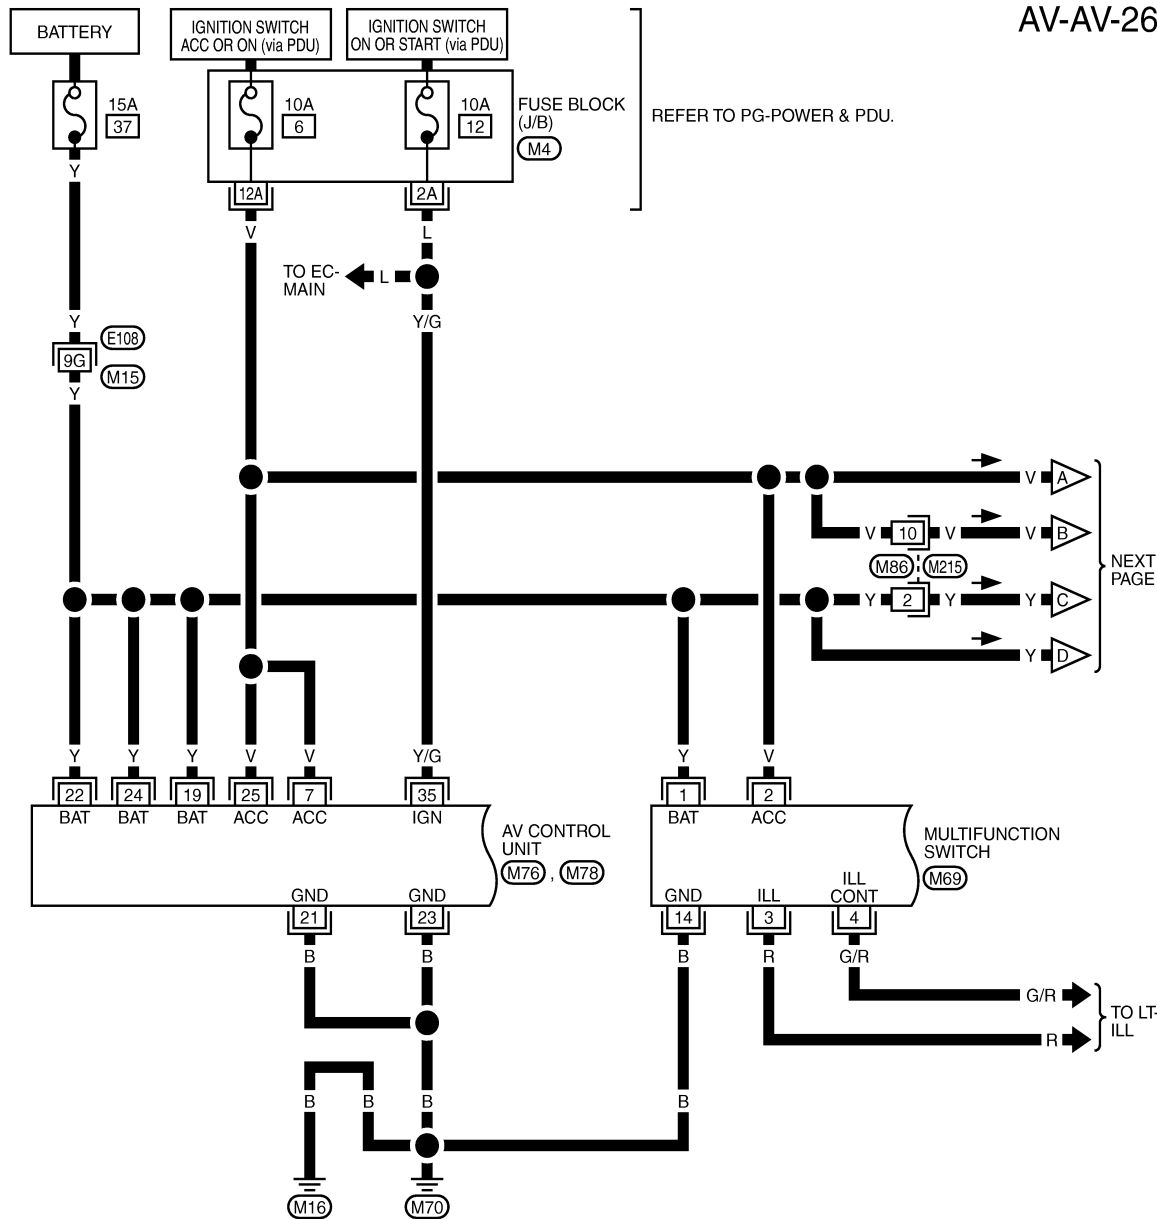 AV-AV-26
BATTERY
IGNITION SWITCH
ACC OR ON (via PDU)
IGNITION SWITCH
ON OR START (via PDU)
15A
37
10A
6
10A
12
FUSE BLOCK
(J/B)
M4
REFER TO PG-POWER & PDU.
Y
12A
2A
V
L
TO EC-
MAIN
L
Y
Y/G
E108
9G
M15
Y
V
A
V
10
V
V
B
M86
M215
NEXT
PAGE
Y
2
Y
Y
C
Y
D
Y
Y
Y
V
V
Y/G
Y
V
22
24
19
25
7
35
1
2
BAT
BAT
BAT
ACC
ACC
IGN
BAT
ACC
AV CONTROL
UNIT
M76 , M78
MULTIFUNCTION
SWITCH
M69
GND
GND
GND
ILL
ILL
CONT
21
23
14
3
4
B
B
B
R
G/R
G/R
R
TO LT-
ILL
B
B
B
B
M16
M70